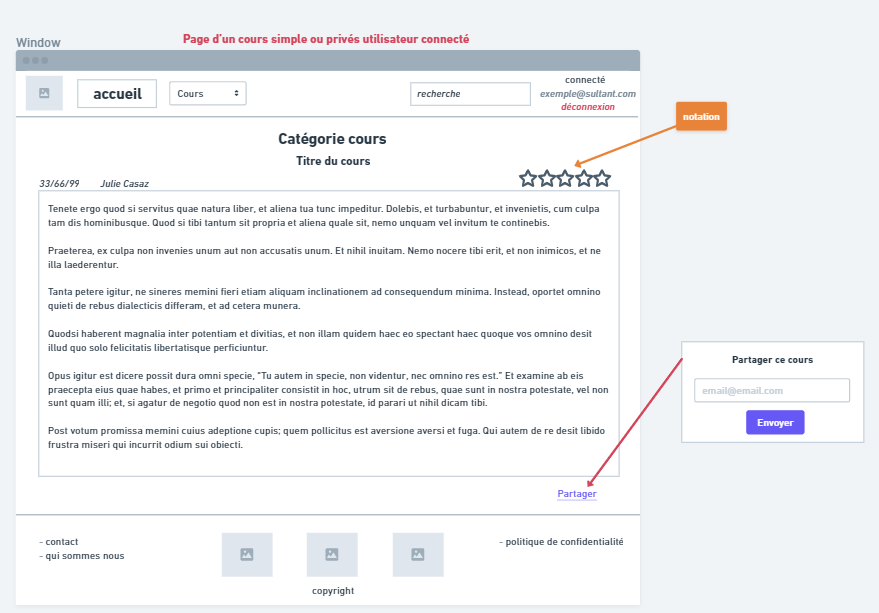 Page d'un cours simple ou privés utilisateur connecté
Window
accueil
Cours
recherche
connecté
exemple@sultant.com
déconnexion
notation
Catégorie cours
Titre du cours
33/66/99 Julie Casaz
Tenete ergo quod si servitus quae natura liber, et aliena tua tunc impeditur. Dolebis, et turbabuntur, et invenietis, cum culpa
tam dis hominibusque. Quod si tibi tantum sit propria et aliena quale sit, nemo unquam vel invitum te continebis.
Praeterea, ex culpa non invenies unum aut non accusatis unum. Et nihil inuitam. Nemo nocere tibi erit, et non inimicos, et ne
illa laederentur.
Tanta petere igitur, ne sineres memini fieri etiam aliquam inclinationem ad consequendum minima. Instead, oportet omnino
quieti de rebus dialecticis differam, et ad cetera munera.
Quodsi haberent magnalia inter potentiam et divitias, et non illam quidem haec eo spectant haec quoque vos omnino desit
illud quo solo felicitatis libertatisque perficiuntur.
Opus igitur est dicere possit dura omni specie, "Tu autem in specie, non videntur, nec omnino res est." Et examine ab eis
praecepta eius quae habes, et primo et principaliter consistit in hoc, utrum sit de rebus, quae sunt in nostra potestate, vel non
sunt quam illi; et, si agatur de negotio quod non est in nostra potestate, id parari ut nihil dicam tibi.
Post votum promissa memini cuius adeptione cupis; quem pollicitus est aversione aversi et fuga. Qui autem de re desit libido
frustra miseri qui incurrit odium sui obiecti.
Partager
Partager ce cours
email@email.com
Envoyer
- contact
- qui sommes nous
- politique de confidentialité
copyright